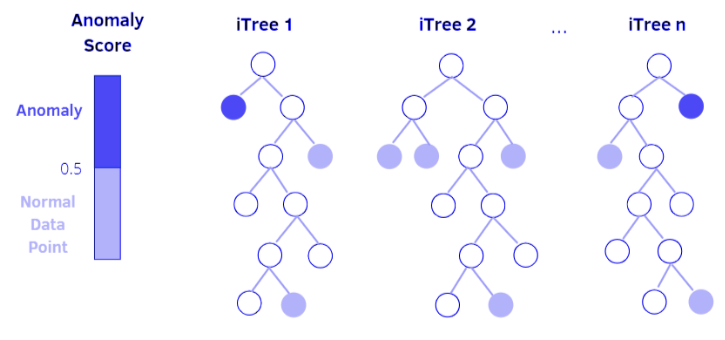 Anomaly
Score
iTree 1
iTree 2
...
iTree n
Anomaly
0.5
Normal
Data
Point